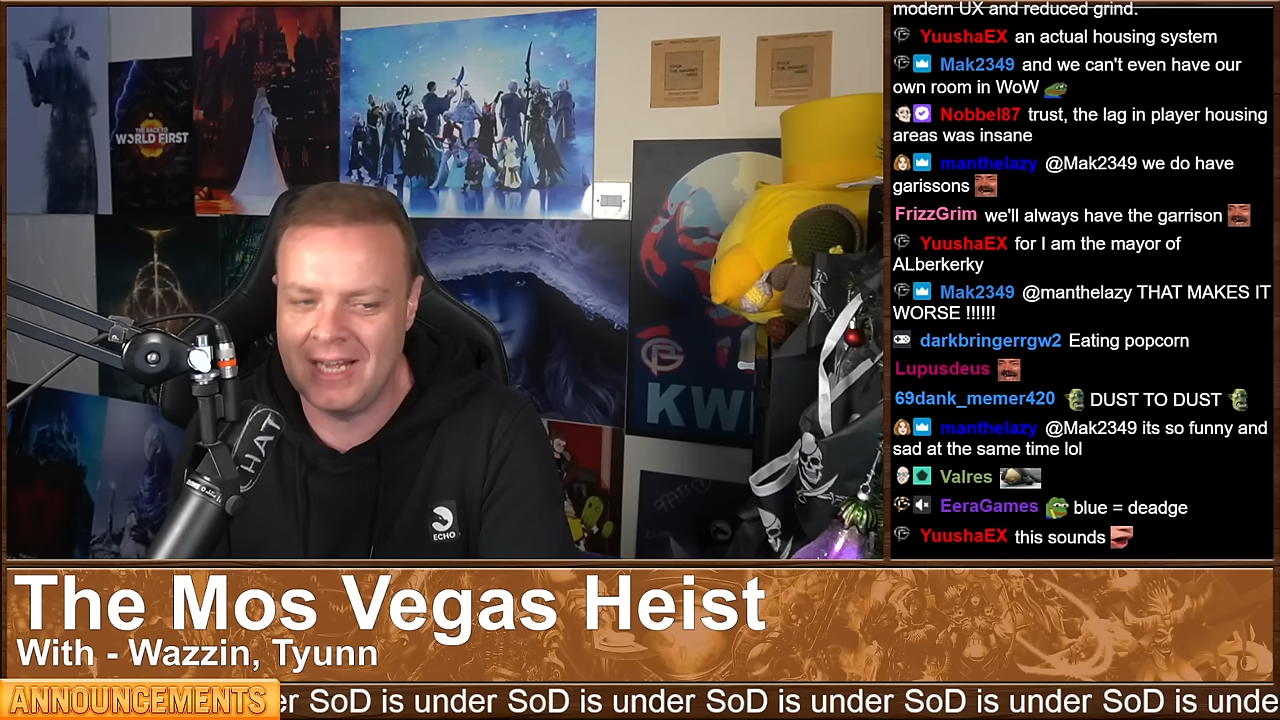 modern UX and reduced grind.
YuushaEX an actual housing system
Mak2349 and we can't even have our
own room in WoW
Nobbel87 trust, the lag in player housing
areas was insane
manthelazy @Mak2349 we do have
garissons
FrizzGrim we'll always have the garrison
YuushaEX for I am the mayor of
ALberkerky
Mak2349 @manthelazy THAT MAKES IT
WORSE !!!!!!
darkbringerrgw2 Eating popcorn
Lupusdeus
69dank_memer420 DUST TO DUST
manthelazy @Mak2349 its so funny and
sad at the same time lol
Valres
EeraGames blue = deadge
YuushaEX this sounds
THE RACE TO
WORLD FIRST
KWI
HAT
ECHO
The Mos Vegas Heist
With - Wazzin, Tyunn
ANNOUNCEMENTS
er SoD is under SoD is under SoD is under SoD is under SoD is unde